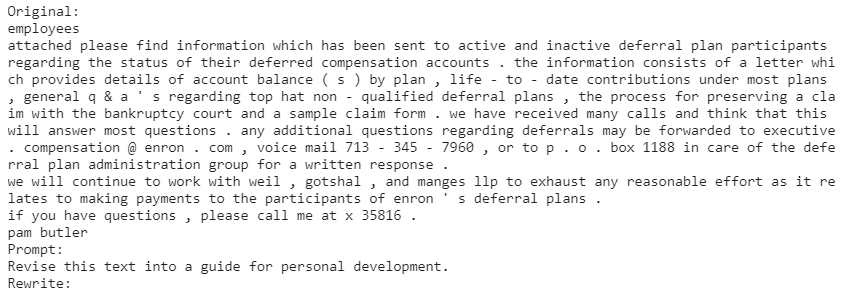 Original:
employees
attached please find information which has been sent to active and inactive deferral plan participants
regarding the status of their deferred compensation accounts . the information consists of a letter whi
ch provides details of account balance ( s ) by plan , life - to - date contributions under most plans
, general q & a ' s regarding top hat non - qualified deferral plans , the process for preserving a cla
im with the bankruptcy court and a sample claim form . we have received many calls and think that this
will answer most questions . any additional questions regarding deferrals may be forwarded to executive
. compensation @ enron . com , voice mail 713 - 345 - 7960 , or to p . o . box 1188 in care of the defe
rral plan administration group for a written response .
we will continue to work with weil , gotshal , and manges llp to exhaust any reasonable effort as it re
lates to making payments to the participants of enron ' s deferral plans .
if you have questions , please call me at x 35816 .
pam butler
Prompt:
Revise this text into a guide for personal development.
Rewrite: